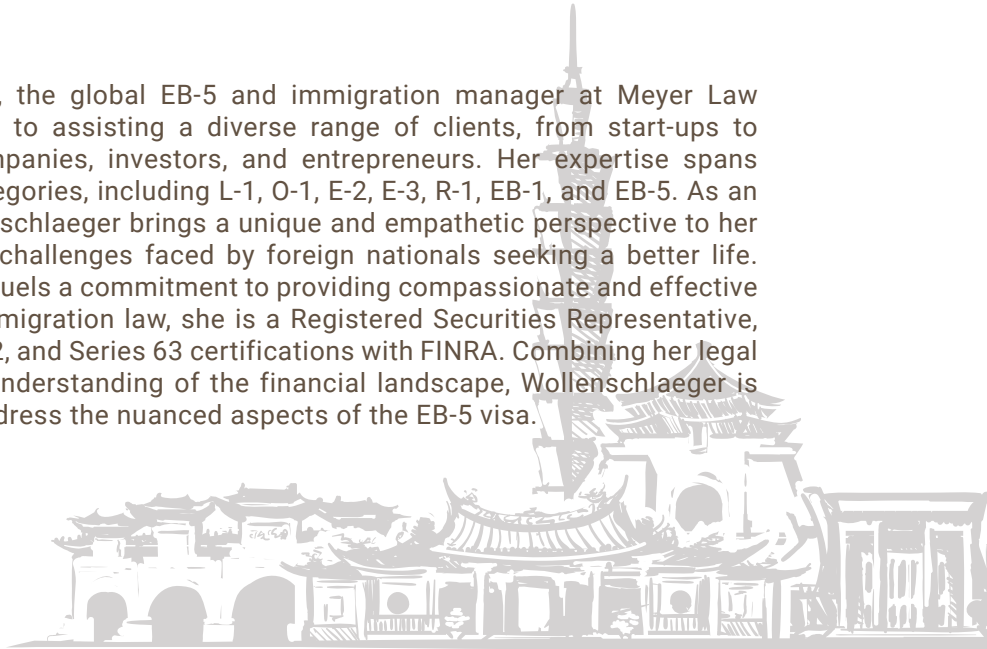 , the global EB-5 and immigration manager at Meyer Law
to assisting a diverse range of clients, from start-ups to
mpanies, investors, and entrepreneurs. Her expertise spans
egories, including L-1, O-1, E-2, E-3, R-1, EB-1, and EB-5. As an
schlaeger brings a unique and empathetic perspective to her
challenges faced by foreign nationals seeking a better life.
uels a commitment to providing compassionate and effective
migration law, she is a Registered Securities Representative,
2, and Series 63 certifications with FINRA. Combining her legal
nderstanding of the financial landscape, Wollenschlaeger is
dress the nuanced aspects of the EB-5 visa.